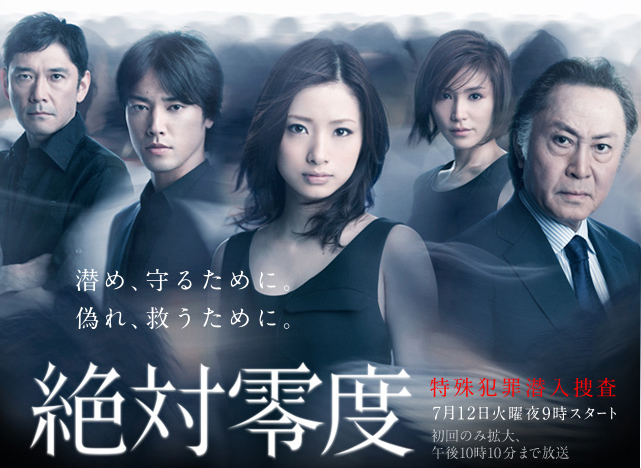 潜め、守るために。
偽れ、救うために。
絶対零度
特殊犯罪潜入捜査
7月12日火曜夜9時スタート
初回のみ拡大、
午後10時10分まで放送